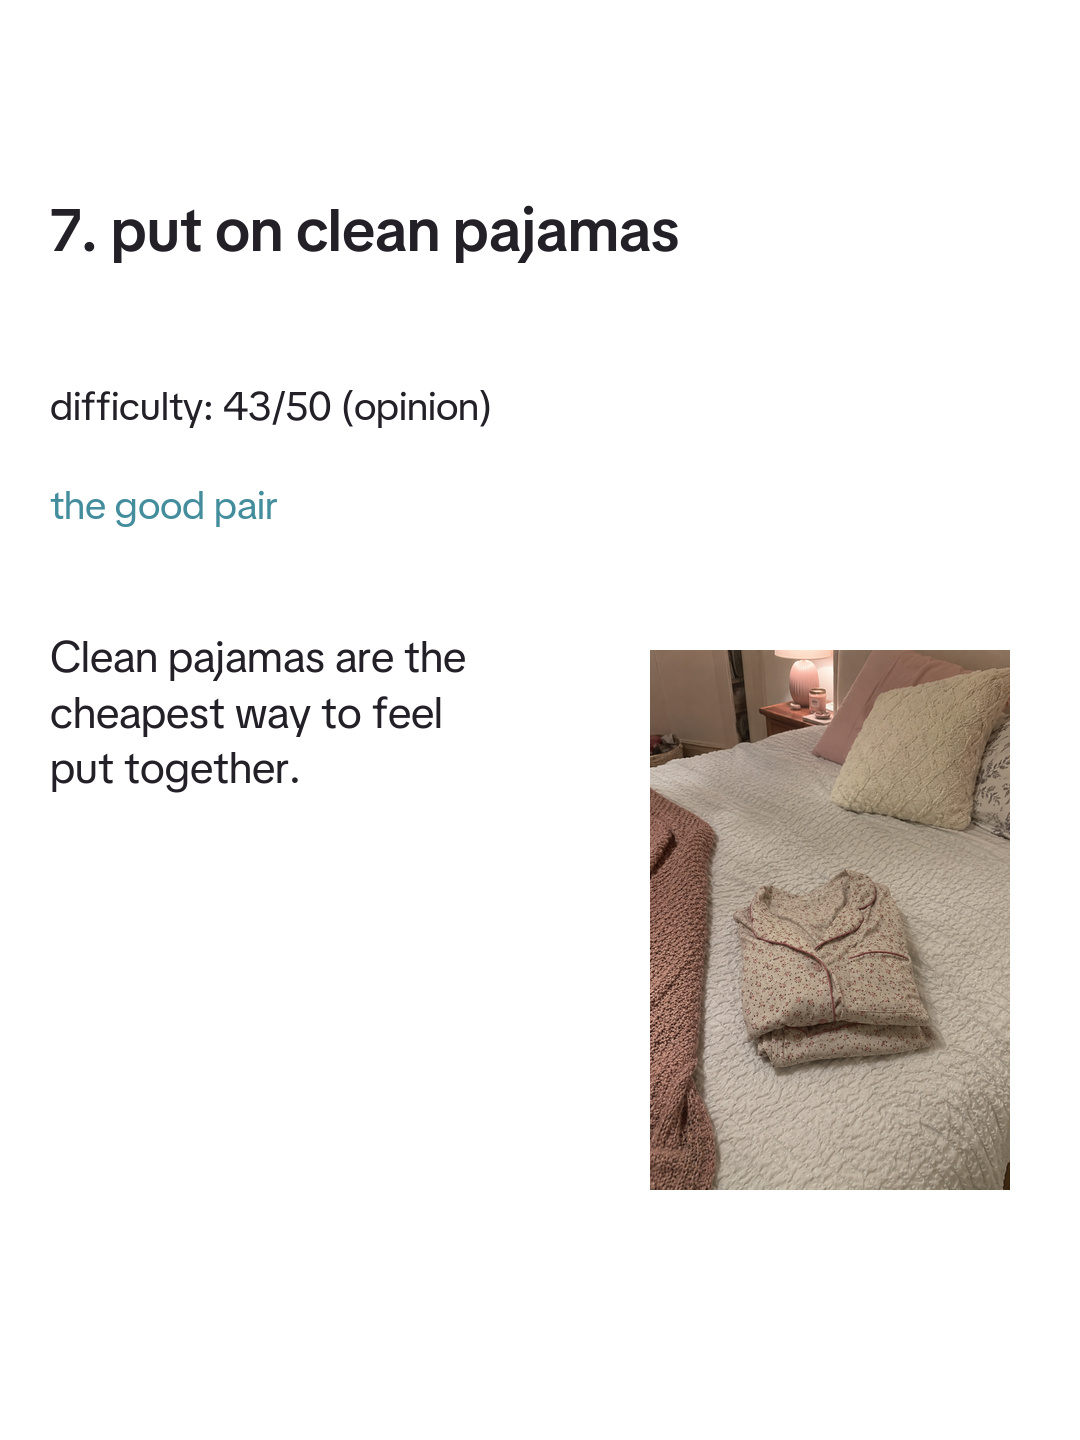 7. put on clean pajamas
difficulty: 43/50 (opinion)
the good pair
Clean pajamas are the
cheapest way to feel
put together.